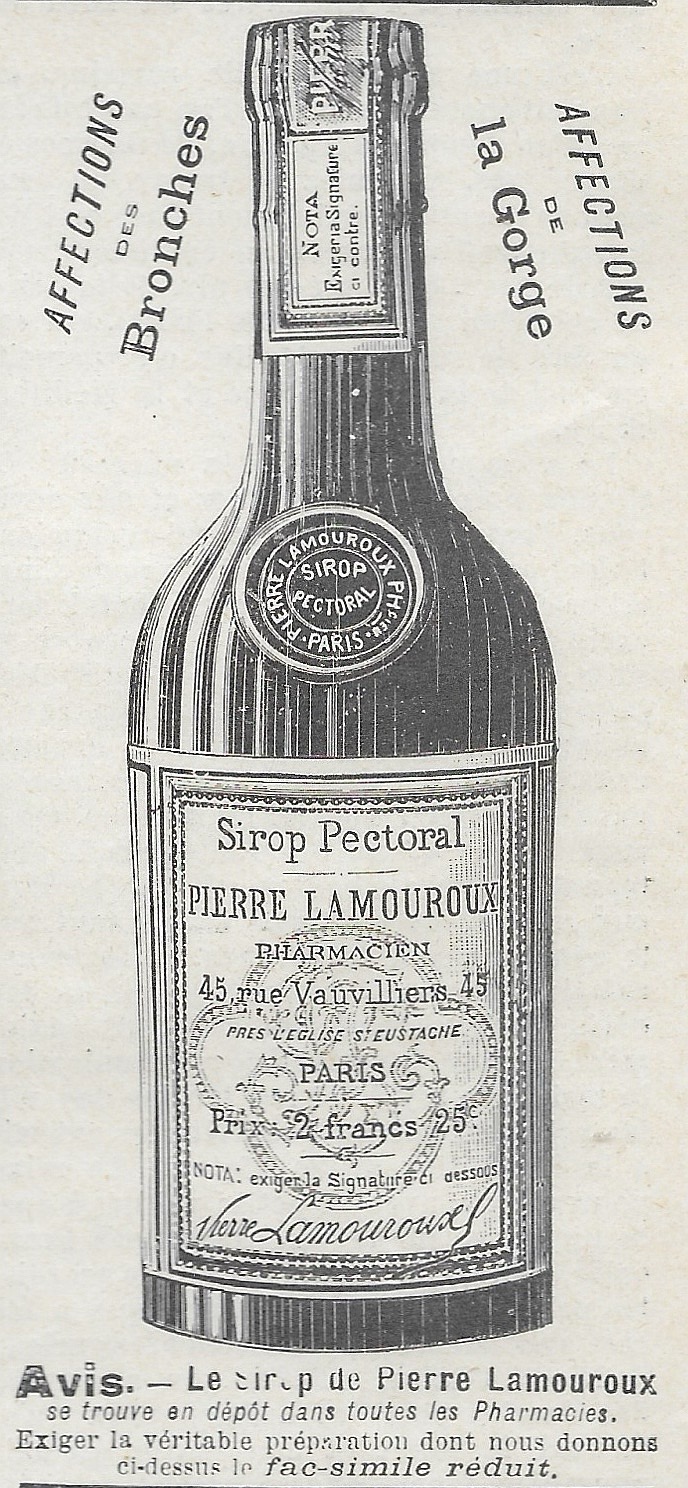 AFFECTIONS
DES
Bronches
AFFECTIONS
DE
la Gorge
NOTA
Exiger la Signature
ci contre.
PIERRE LAMOUROUX PH.CIEN
PARIS
SIROP
PECTORAL
Sirop Pectoral
PIERRE LAMOUROUX
PHARMACIEN
45, rue Vauvilliers 45
PRES L'EGLISE St EUSTACHE
PARIS
Prix: 2 francs 25c.
NOTA: exiger la Signature ci dessous
Pierre Lamouroux
Avis. — Le sirop de Pierre Lamouroux
se trouve en dépôt dans toutes les Pharmacies.
Exiger la véritable préparation dont nous donnons
ci-dessus le fac-simile réduit.